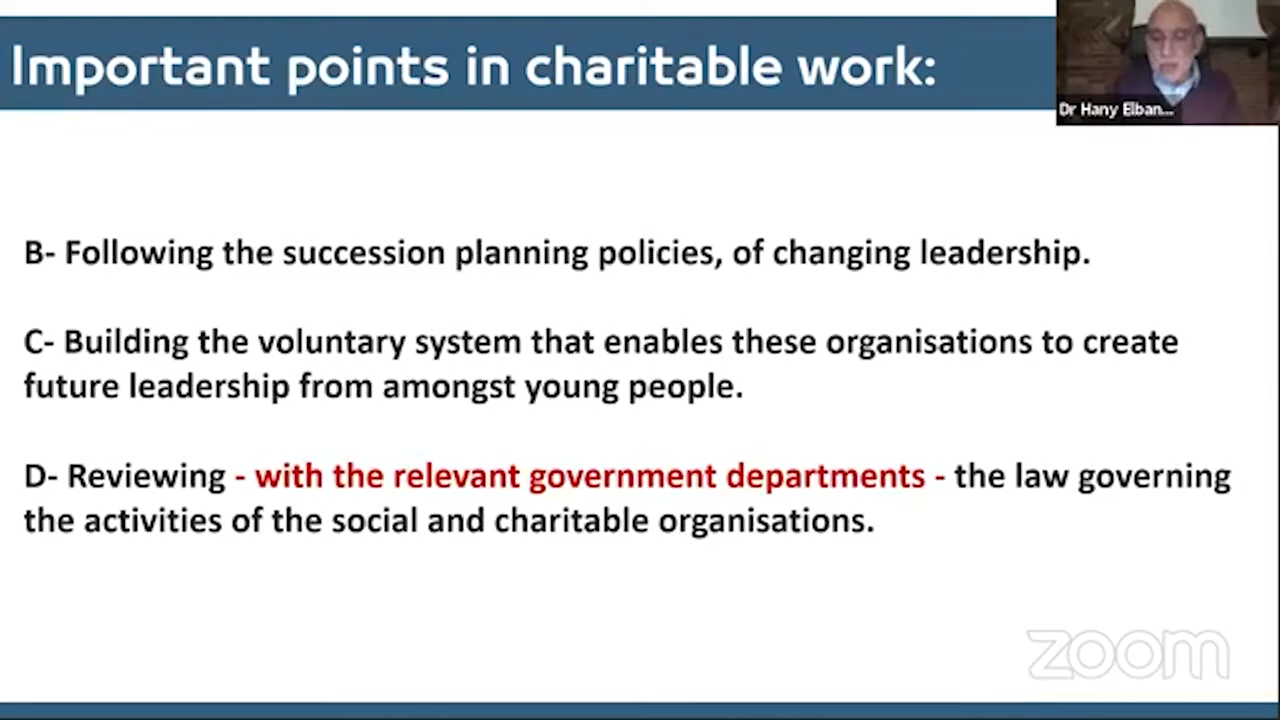 Important points in charitable work:
Dr Hany Elban...
B- Following the succession planning policies, of changing leadership.
C- Building the voluntary system that enables these organisations to create
future leadership from amongst young people.
D- Reviewing - with the relevant government departments - the law governing
the activities of the social and charitable organisations.
zoom